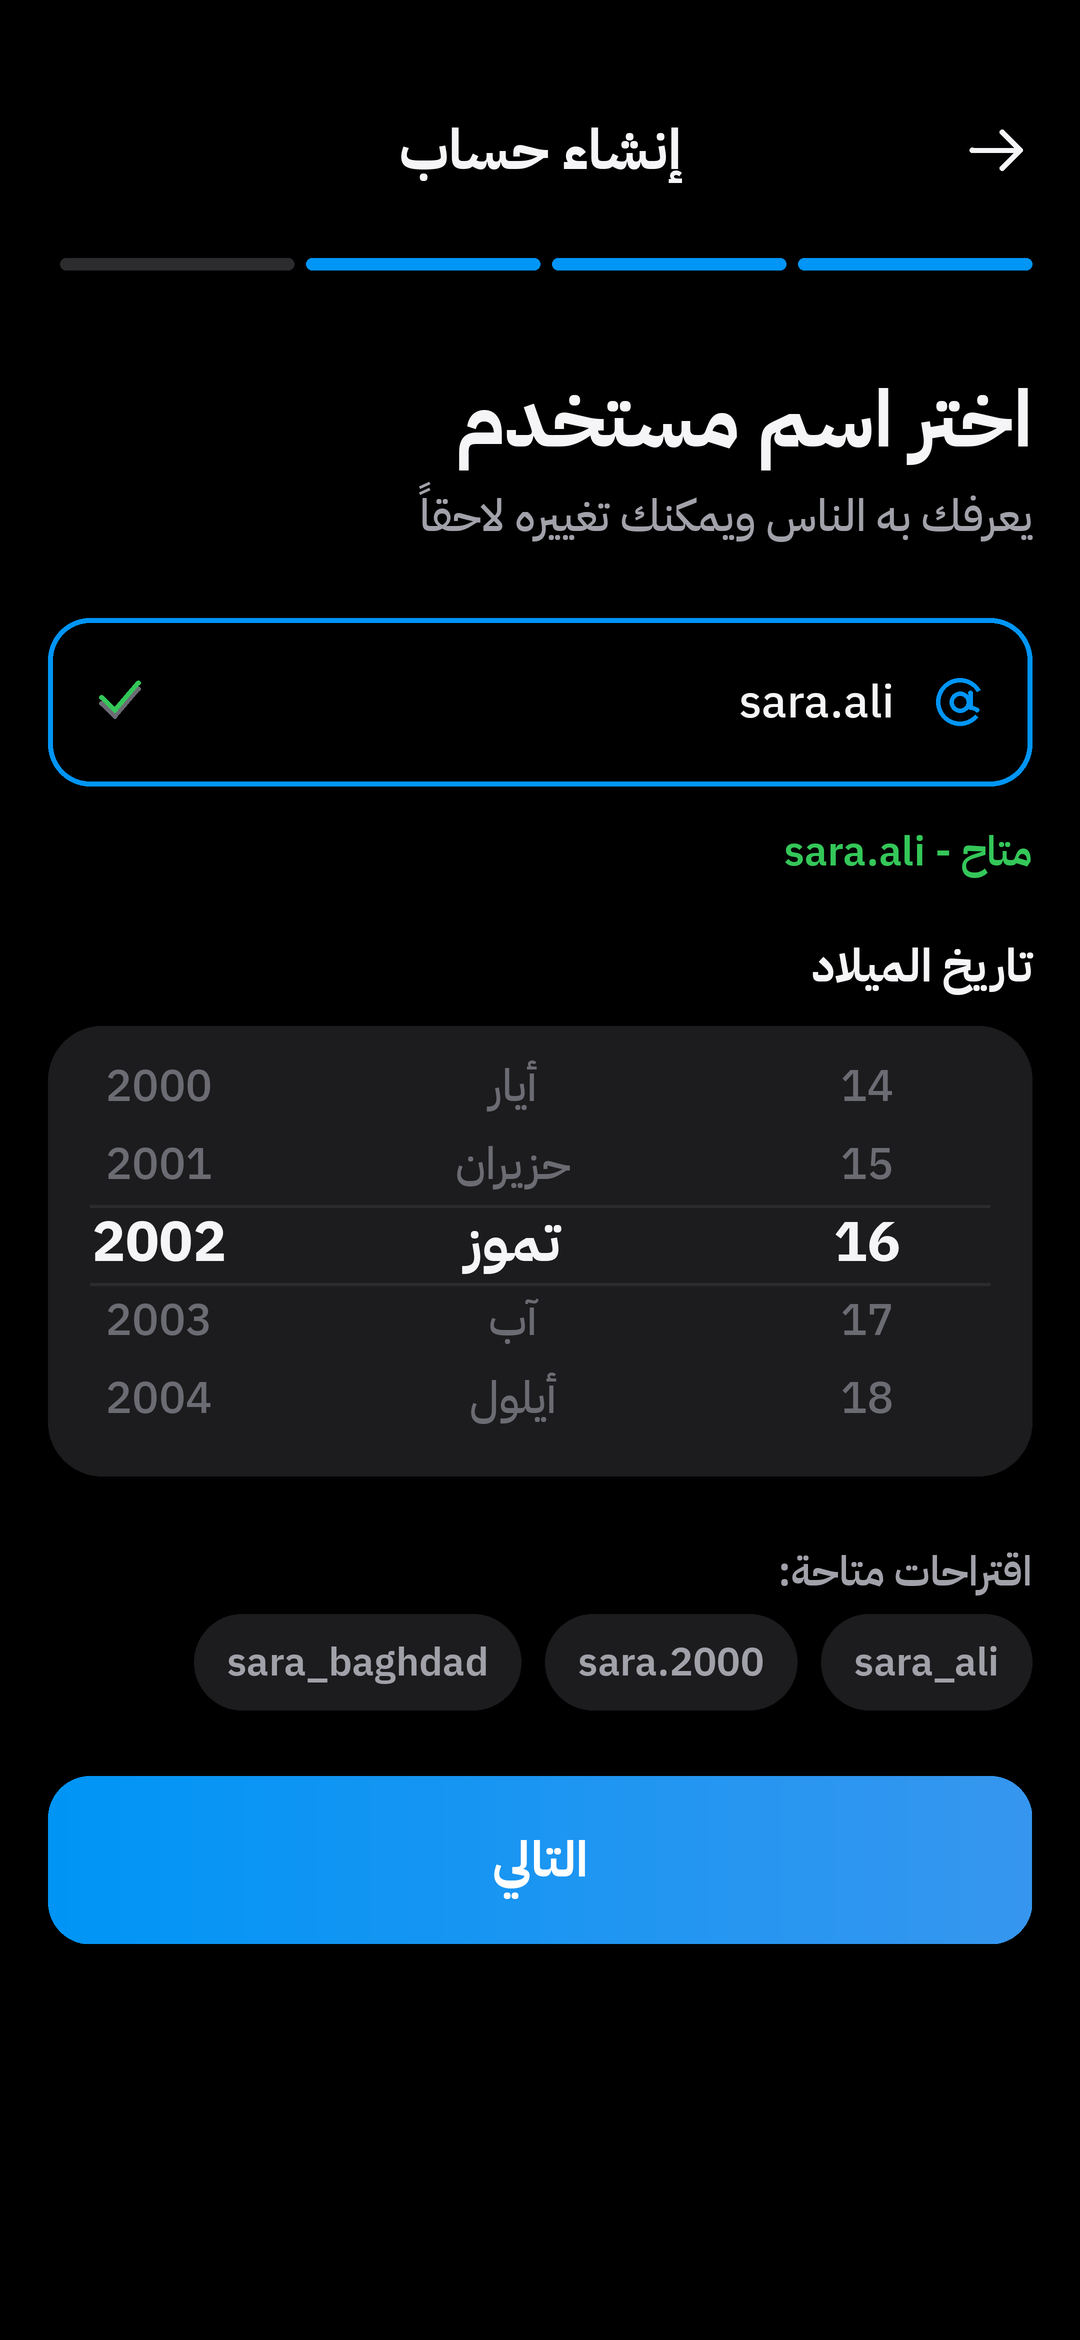 إنشاء حساب
اختر اسم مستخدم
يعرفك به الناس ويمكنك تغييره لاحقاً
sara.ali
متاح - sara.ali
تاريخ الميلاد
14 أيار 2000
15 حزيران 2001
16 تموز 2002
17 آب 2003
18 أيلول 2004
اقتراحات متاحة:
sara_ali sara.2000 sara_baghdad
التالي